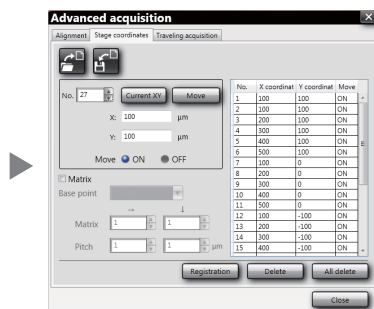 Advanced acquisition
X
Alignment Stage coordinates Traveling acquisition
No. 27 Current XY Move
X: 100 μm
Y: 100 μm
Move ON OFF
Matrix
Base point
→ ↓
Matrix 1 1
Pitch 1 1 μm
No. X coordinat Y coordinat Move
1 100 100 ON
2 100 100 ON
3 200 100 ON
4 300 100 ON
5 400 100 ON
6 500 100 ON
7 100 0 ON
8 200 0 ON
9 300 0 ON
10 400 0 ON
11 500 0 ON
12 100 -100 ON
13 200 -100 ON
14 300 -100 ON
15 400 -100 ON
Registration Delete All delete
Close